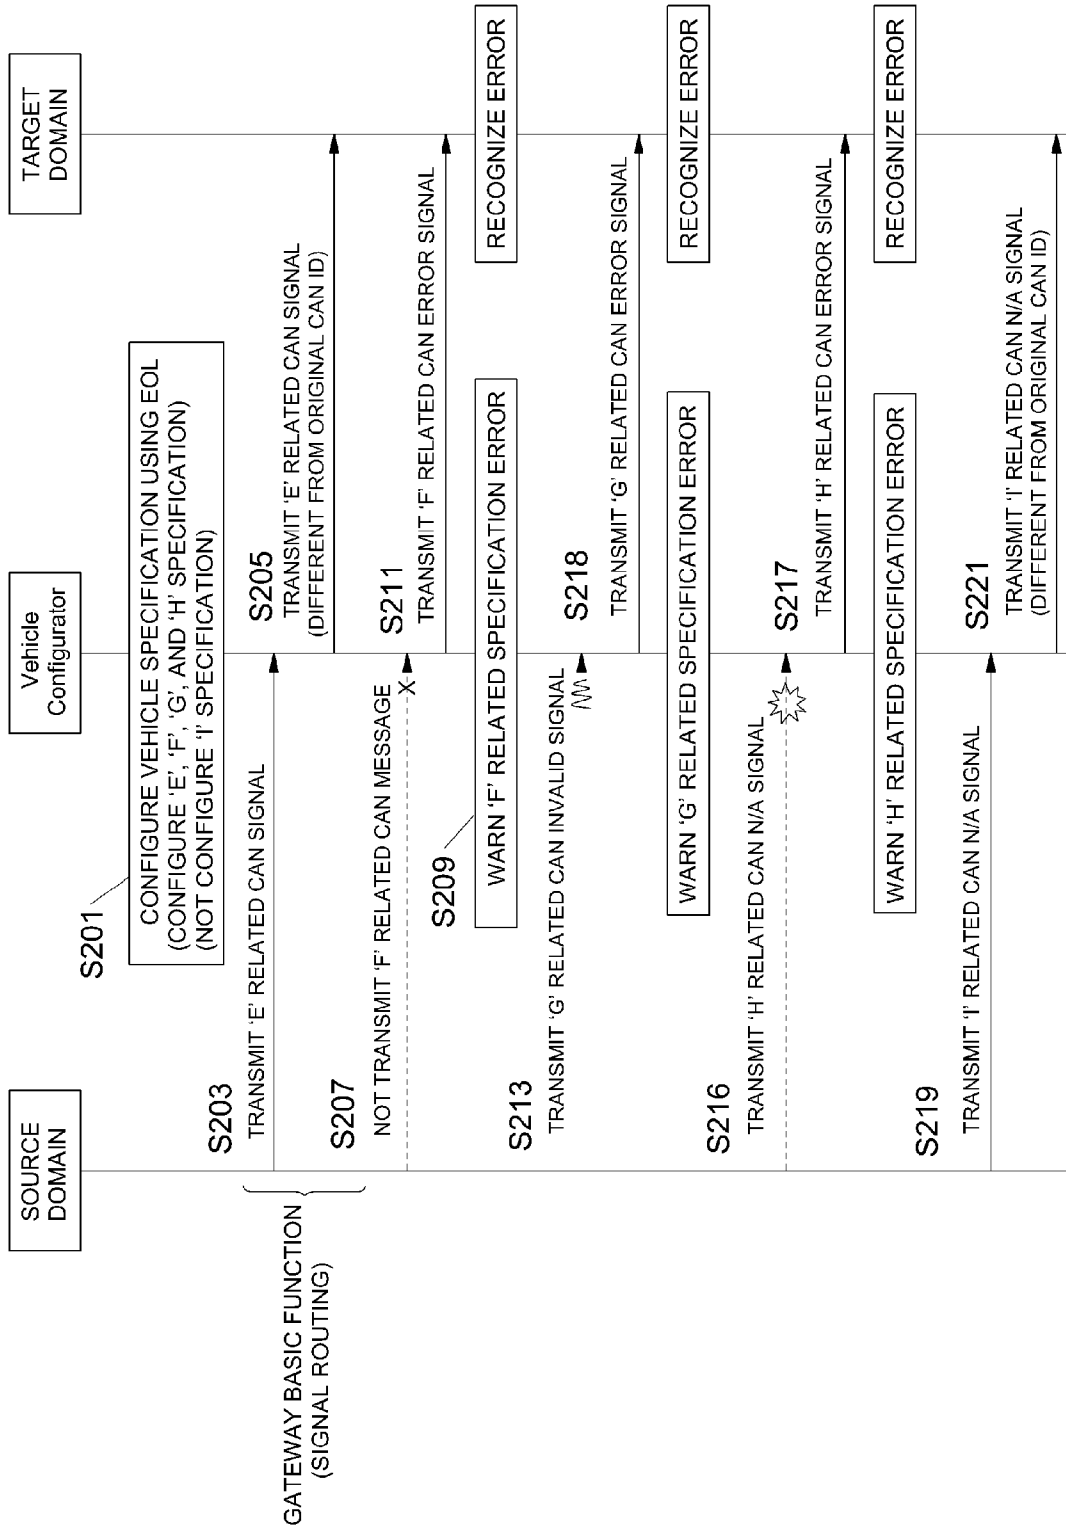 SOURCE
DOMAIN
Vehicle
Configurator
TARGET
DOMAIN
S201
CONFIGURE VEHICLE SPECIFICATION USING EOL
(CONFIGURE 'E', 'F', 'G', AND 'H' SPECIFICATION)
(NOT CONFIGURE 'I' SPECIFICATION)
GATEWAY BASIC FUNCTION
(SIGNAL ROUTING)
S203
TRANSMIT 'E' RELATED CAN SIGNAL
S205
TRANSMIT 'E' RELATED CAN SIGNAL
(DIFFERENT FROM ORIGINAL CAN ID)
S207
NOT TRANSMIT 'F' RELATED CAN MESSAGE
X
S211
TRANSMIT 'F' RELATED CAN ERROR SIGNAL
S209
WARN 'F' RELATED SPECIFICATION ERROR
RECOGNIZE ERROR
S213
TRANSMIT 'G' RELATED CAN INVALID SIGNAL
S218
TRANSMIT 'G' RELATED CAN ERROR SIGNAL
WARN 'G' RELATED SPECIFICATION ERROR
RECOGNIZE ERROR
S216
TRANSMIT 'H' RELATED CAN N/A SIGNAL
S217
TRANSMIT 'H' RELATED CAN ERROR SIGNAL
WARN 'H' RELATED SPECIFICATION ERROR
RECOGNIZE ERROR
S219
TRANSMIT 'I' RELATED CAN N/A SIGNAL
S221
TRANSMIT 'I' RELATED CAN N/A SIGNAL
(DIFFERENT FROM ORIGINAL CAN ID)